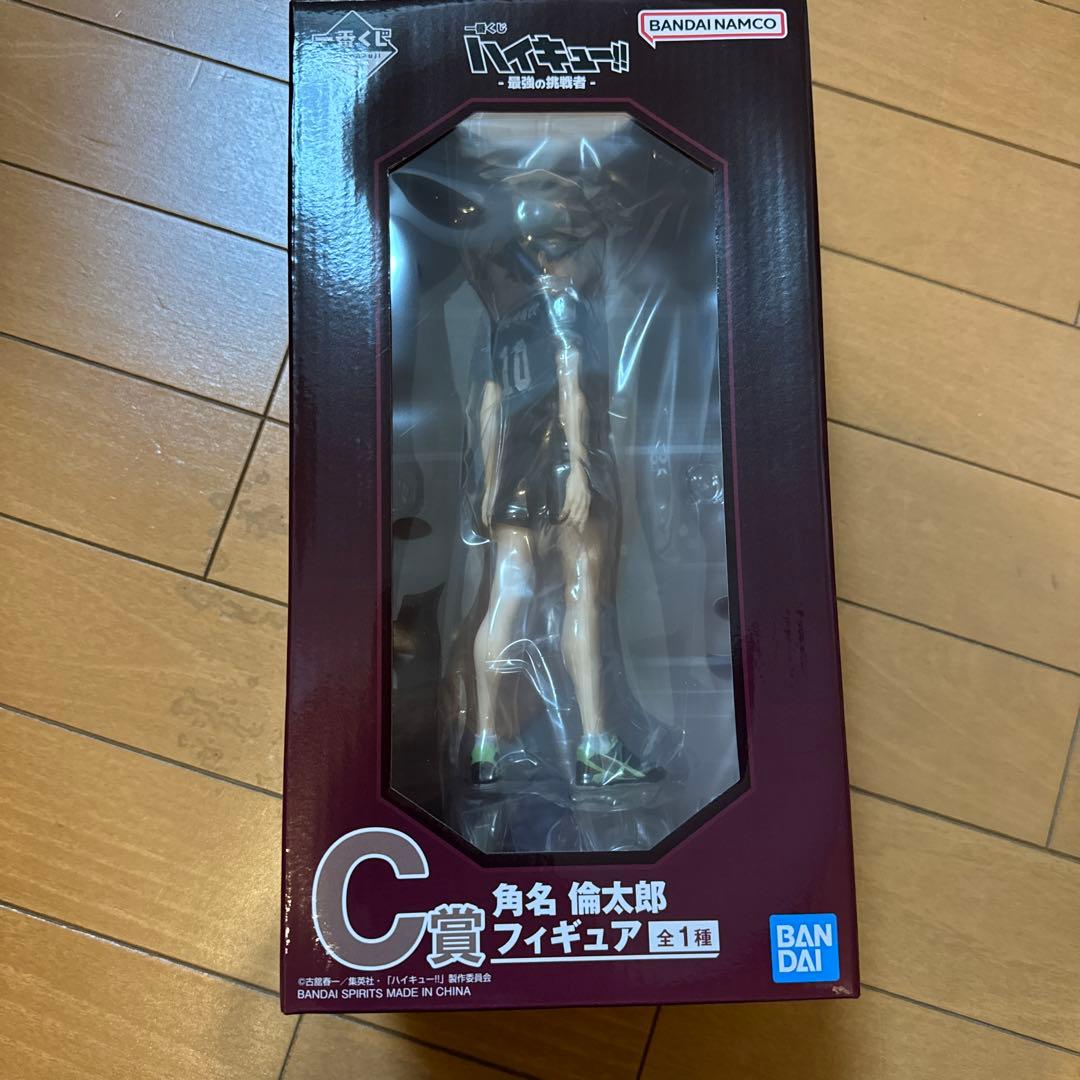 一番くじ
一番くじ
ハイキュー!!
- 最強の挑戦者 -
BANDAI NAMCO
10
C賞
角名 倫太郎
フィギュア 全1種
BAN
DAI
©古舘春一／集英社・「ハイキュー!!」製作委員会
BANDAI SPIRITS MADE IN CHINA